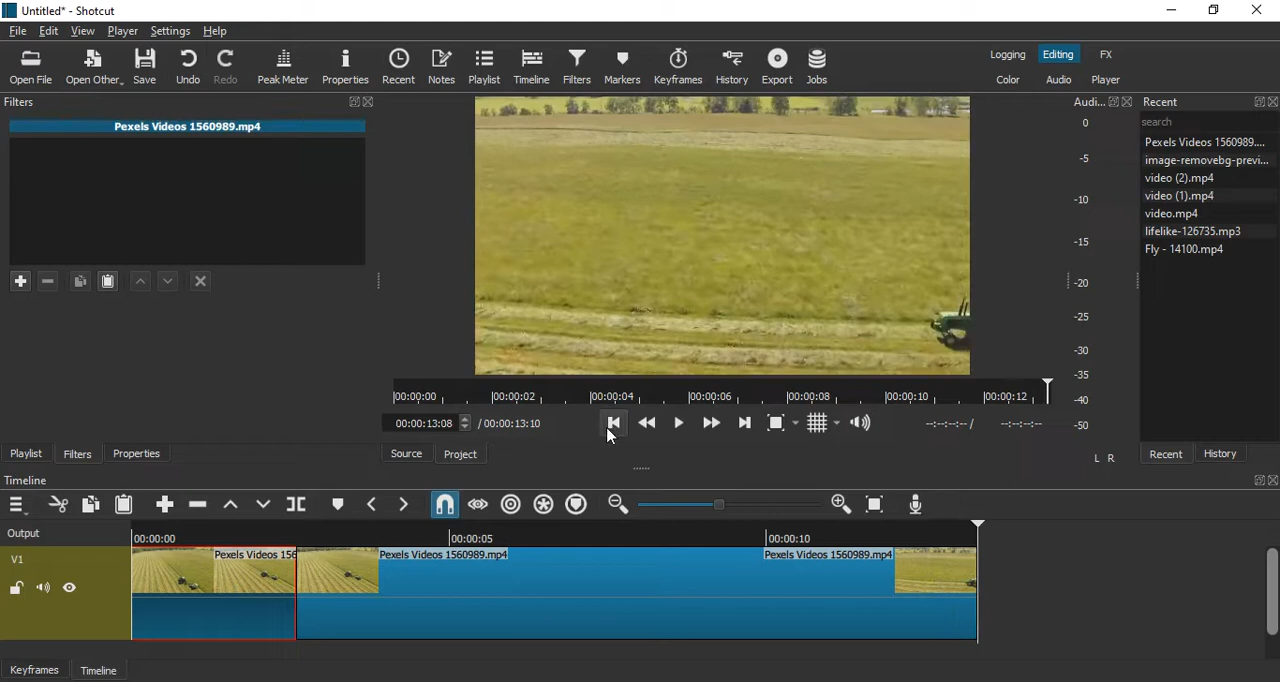 Untitled* - Shotcut
File Edit View Player Settings Help
Open File Open Other... Save Undo Redo Peak Meter Properties Recent Notes Playlist Timeline Filters Markers Keyframes History Export Jobs
Logging Editing FX
Color Audio Player
Filters
Pexels Videos 1560989.mp4
Audi...
0
-5
-10
-15
-20
-25
-30
-35
-40
-50
L R
Recent
search
Pexels Videos 1560989....
image-removebg-previ...
video (2).mp4
video (1).mp4
video.mp4
lifelike-126735.mp3
Fly - 14100.mp4
00:00:00 00:00:02 00:00:04 00:00:06 00:00:08 00:00:10 00:00:12
00:00:13:08 / 00:00:13:10 --:--:--:-- / --:--:--:--
Playlist Filters Properties
Source Project
Recent History
Timeline
Output
00:00:00 00:00:05 00:00:10
V1
Pexels Videos 156
Pexels Videos 1560989.mp4
Pexels Videos 1560989.mp4
Keyframes Timeline